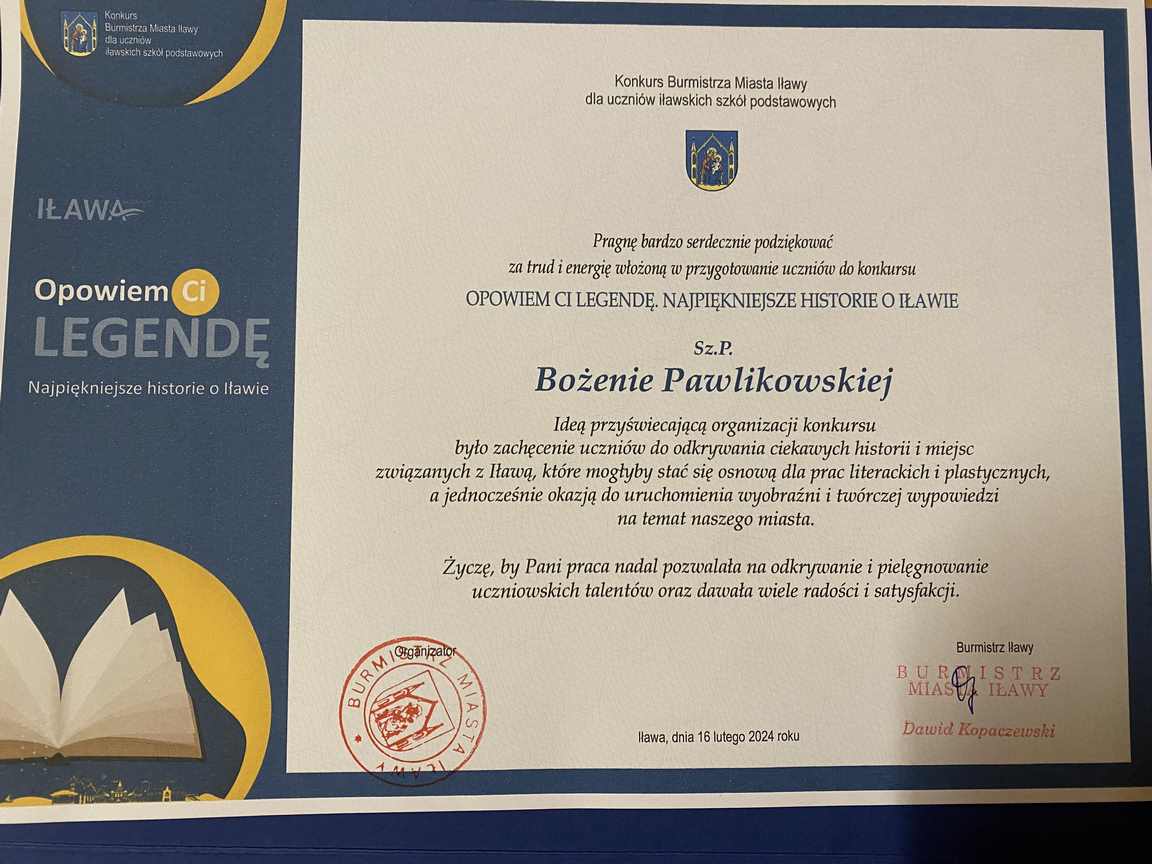 Konkurs
Burmistrza Miasta Iławy
dla uczniów
iławskich szkół podstawowych
IŁAWA
Opowiem Ci
LEGENDĘ
Najpiękniejsze historie o Iławie
Konkurs Burmistrza Miasta Iławy
dla uczniów iławskich szkół podstawowych
Pragnę bardzo serdecznie podziękować
za trud i energię włożoną w przygotowanie uczniów do konkursu
OPOWIEM CI LEGENDĘ. NAJPIĘKNIEJSZE HISTORIE O IŁAWIE
Sz.P.
Bożenie Pawlikowskiej
Ideą przyświecającą organizacji konkursu
było zachęcenie uczniów do odkrywania ciekawych historii i miejsc
związanych z Iławą, które mogłyby stać się osnową dla prac literackich i plastycznych,
a jednocześnie okazją do uruchomienia wyobraźni i twórczej wypowiedzi
na temat naszego miasta.
Życzę, by Pani praca nadal pozwalała na odkrywanie i pielęgnowanie
uczniowskich talentów oraz dawała wiele radości i satysfakcji.
Organizator
BURMISTRZ MIASTA IŁAWY
Iława, dnia 16 lutego 2024 roku
Burmistrz Iławy
BURMISTRZ
MIASTA IŁAWY
Dawid Kopaczewski